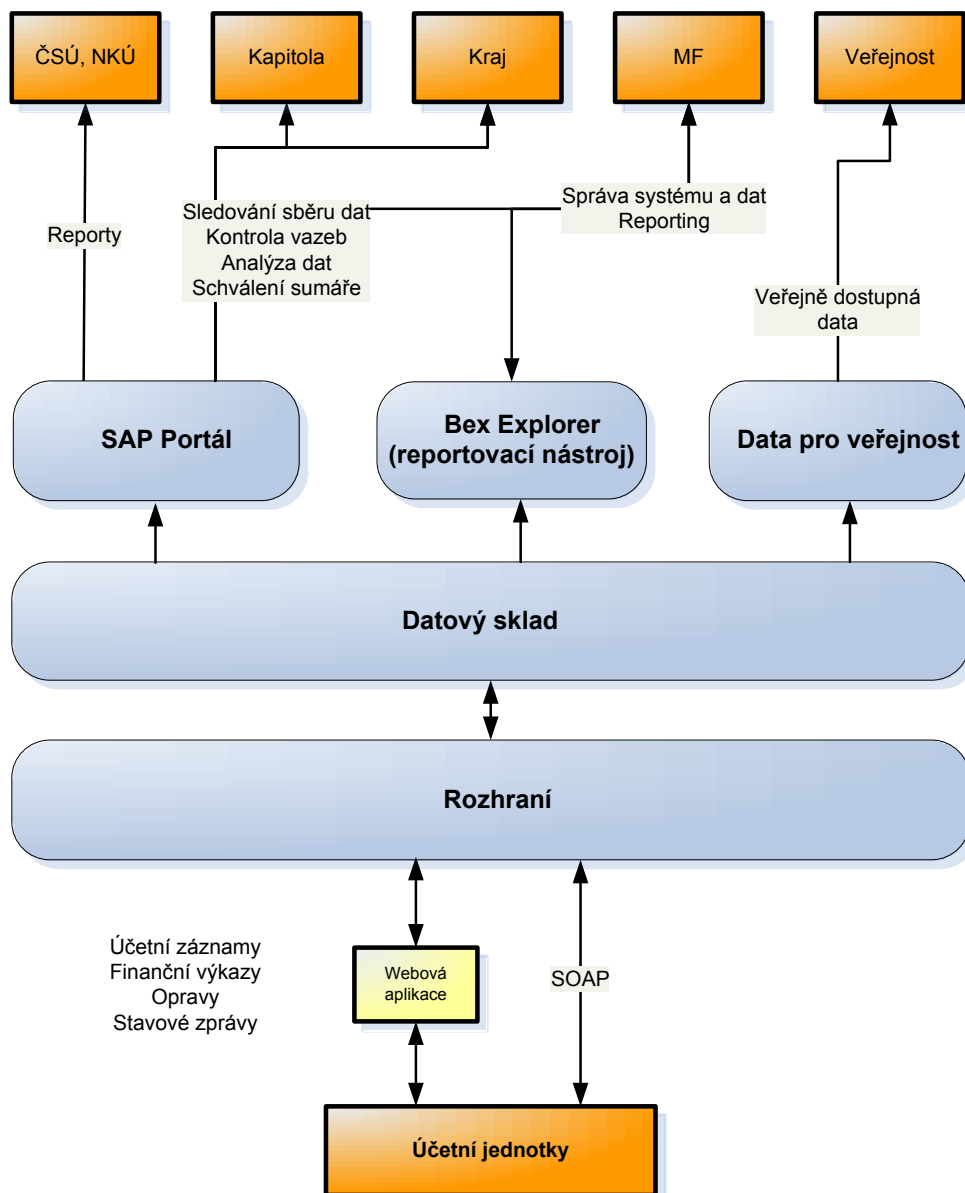 ČSÚ, NKÚ
Kapitola
Kraj
MF
Veřejnost
Reporty
Sledování sběru dat
Kontrola vazeb
Analýza dat
Schválení sumáře
Správa systému a dat
Reporting
Veřejně dostupná
data
SAP Portál
Bex Explorer
(reportovací nástroj)
Data pro veřejnost
Datový sklad
Rozhraní
Účetní záznamy
Finanční výkazy
Opravy
Stavové zprávy
Webová
aplikace
SOAP
Účetní jednotky